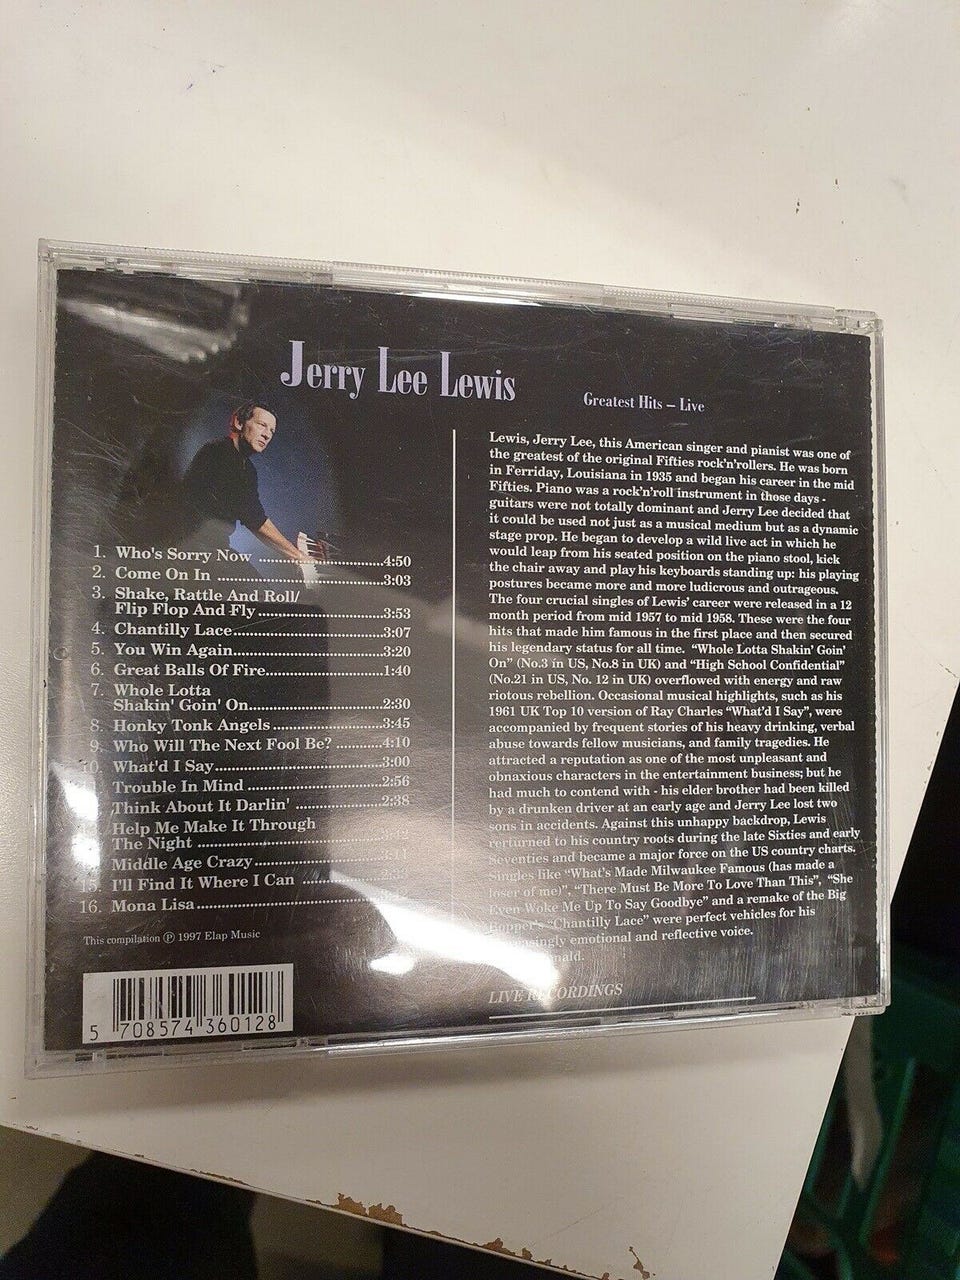 Jerry Lee Lewis
Greatest Hits – Live
1. Who's Sorry Now ..............................4:50
2. Come On In ..............................3:03
3. Shake, Rattle And Roll/
Flip Flop And Fly..............................3:53
4. Chantilly Lace..............................3:07
5. You Win Again..............................3:20
6. Great Balls Of Fire..............................1:40
7. Whole Lotta
Shakin' Goin' On..............................2:30
8. Honky Tonk Angels..............................3:45
9. Who Will The Next Fool Be? ..............................4:10
10. What'd I Say..............................3:00
Trouble In Mind ..............................2:56
Think About It Darlin' ..............................2:38
Help Me Make It Through
The Night ..............................
Middle Age Crazy..............................3:11
15. I'll Find It Where I Can ..............................
16. Mona Lisa..............................
This compilation ℗ 1997 Elap Music
5 708574 360128
Lewis, Jerry Lee, this American singer and pianist was one of
the greatest of the original Fifties rock'n'rollers. He was born
in Ferriday, Louisiana in 1935 and began his career in the mid
Fifties. Piano was a rock'n'roll instrument in those days -
guitars were not totally dominant and Jerry Lee decided that
it could be used not just as a musical medium but as a dynamic
stage prop. He began to develop a wild live act in which he
would leap from his seated position on the piano stool, kick
the chair away and play his keyboards standing up: his playing
postures became more and more ludicrous and outrageous.
The four crucial singles of Lewis' career were released in a 12
month period from mid 1957 to mid 1958. These were the four
hits that made him famous in the first place and then secured
his legendary status for all time. "Whole Lotta Shakin' Goin'
On" (No.3 in US, No.8 in UK) and "High School Confidential"
(No.21 in US, No. 12 in UK) overflowed with energy and raw
riotous rebellion. Occasional musical highlights, such as his
1961 UK Top 10 version of Ray Charles "What'd I Say", were
accompanied by frequent stories of his heavy drinking, verbal
abuse towards fellow musicians, and family tragedies. He
attracted a reputation as one of the most unpleasant and
obnaxious characters in the entertainment business; but he
had much to contend with - his elder brother had been killed
by a drunken driver at an early age and Jerry Lee lost two
sons in accidents. Against this unhappy backdrop, Lewis
rerturned to his country roots during the late Sixties and early
Seventies and became a major force on the US country charts.
Singles like "What's Made Milwaukee Famous (has made a
loser of me)", "There Must Be More To Love Than This", "She
Even Woke Me Up To Say Goodbye" and a remake of the Big
Bopper's "Chantilly Lace" were perfect vehicles for his
emotional and reflective voice.
LIVE RECORDINGS